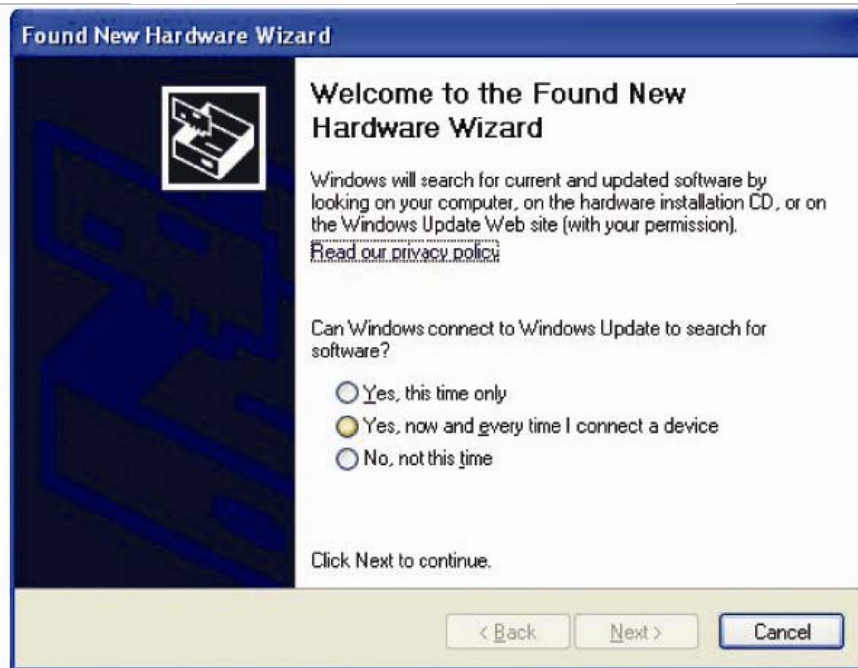 Found New Hardware Wizard
Welcome to the Found New
Hardware Wizard
Windows will search for current and updated software by
looking on your computer, on the hardware installation CD, or on
the Windows Update Web site (with your permission).
Read our privacy policy
Can Windows connect to Windows Update to search for
software?
Yes, this time only
Yes, now and every time I connect a device
No, not this time
Click Next to continue.
< Back Next > Cancel